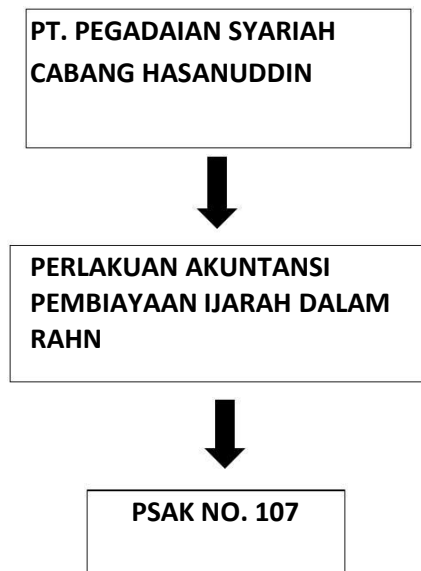 PT. PEGADAIAN SYARIAH
CABANG HASANUDDIN
PERLAKUAN AKUNTANSI
PEMBIAYAAN IJARAH DALAM
RAHN
PSAK NO. 107